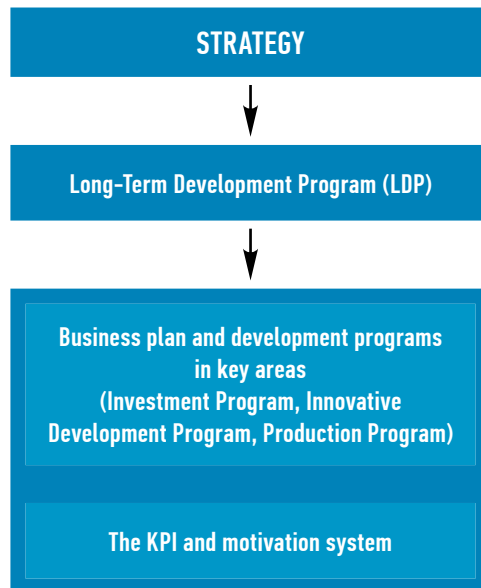 STRATEGY
Long-Term Development Program (LDP)
Business plan and development programs
in key areas
(Investment Program, Innovative
Development Program, Production Program)
The KPI and motivation system